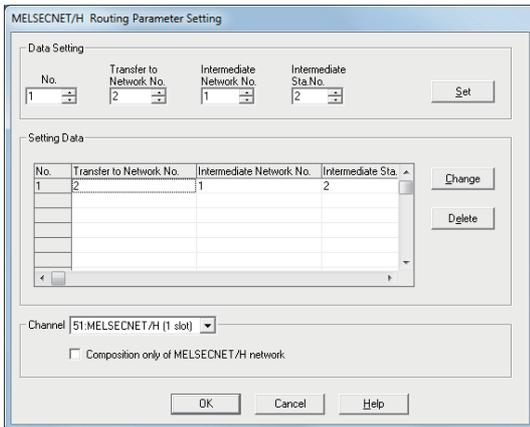 MELSECNET/H Routing Parameter Setting
Data Setting
No. Transfer to Network No. Intermediate Network No. Intermediate Sta.No.
1 2 1 2 Set
Setting Data
No. Transfer to Network No. Intermediate Network No. Intermediate Sta.
1 2 1 2
Change
Delete
Channel 51:MELSECNET/H (1 slot)
Composition only of MELSECNET/H network
OK Cancel Help